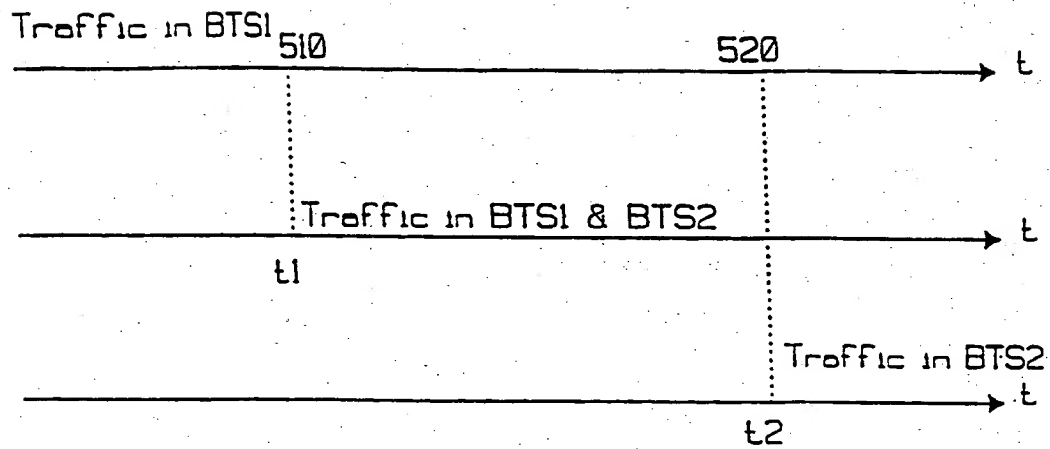 Traffic in BTS1
510
520
t
Traffic in BTS1 & BTS2
t
t1
Traffic in BTS2
t
t2